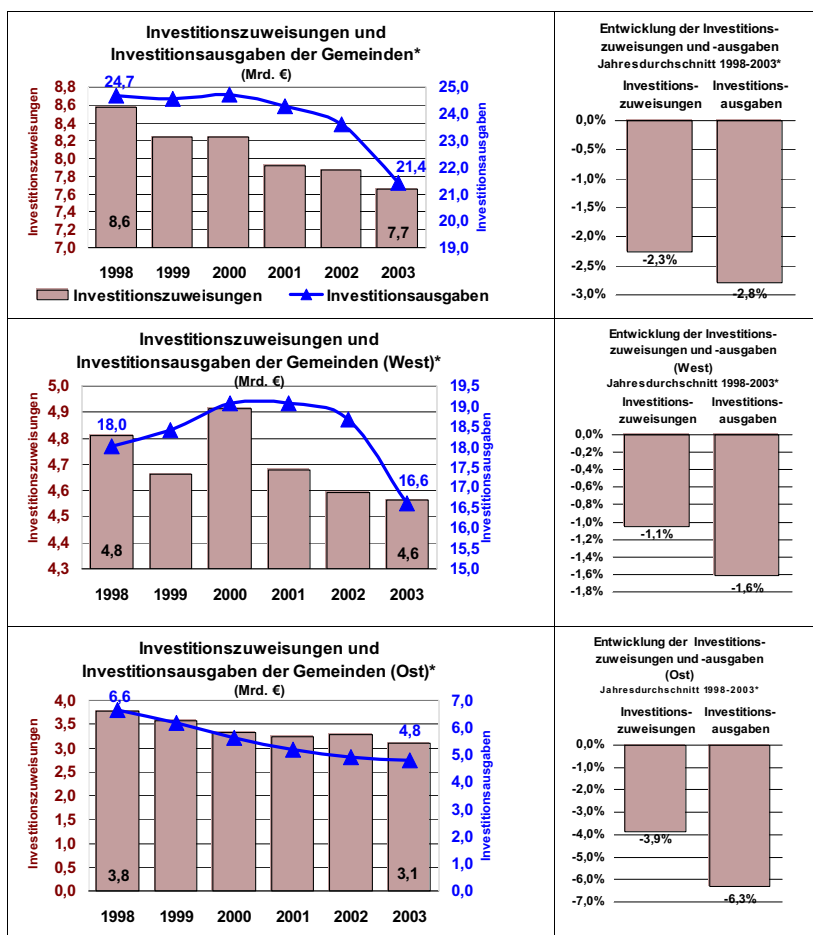 Investitionszuweisungen und
Investitionsausgaben der Gemeinden*
(Mrd. €)
Investitionszuweisungen
8,8
8,6
8,4
8,2
8,0
7,8
7,6
7,4
7,2
7,0
24,7
21,4
8,6
7,7
25,0
24,0
23,0
22,0
21,0
20,0
19,0
Investitionsausgaben
1998 1999 2000 2001 2002 2003
Investitionszuweisungen Investitionsausgaben
Entwicklung der Investitions-
zuweisungen und -ausgaben
Jahresdurchschnitt 1998-2003*
Investitions-
zuweisungen
Investitions-
ausgaben
0,0%
-0,5%
-1,0%
-1,5%
-2,0%
-2,5%
-3,0%
-2,3%
-2,8%
Investitionszuweisungen und
Investitionsausgaben der Gemeinden (West)*
(Mrd. €)
Investitionszuweisungen
5,0
4,9
4,8
4,7
4,6
4,5
4,4
4,3
18,0
16,6
4,8
4,6
19,5
19,0
18,5
18,0
17,5
17,0
16,5
16,0
15,5
15,0
Investitionsausgaben
1998 1999 2000 2001 2002 2003
Entwicklung der Investitions-
zuweisungen und -ausgaben
(West)
Jahresdurchschnitt 1998-2003*
Investitions-
zuweisungen
Investitions-
ausgaben
0,0%
-0,2%
-0,4%
-0,6%
-0,8%
-1,0%
-1,2%
-1,4%
-1,6%
-1,8%
-1,1%
-1,6%
Investitionszuweisungen und
Investitionsausgaben der Gemeinden (Ost)*
(Mrd. €)
Investitionszuweisungen
4,0
3,5
3,0
2,5
2,0
1,5
1,0
0,5
0,0
6,6
4,8
3,8
3,1
7,0
6,0
5,0
4,0
3,0
2,0
1,0
0,0
Investitionsausgaben
1998 1999 2000 2001 2002 2003
Entwicklung der Investitions-
zuweisungen und -ausgaben
(Ost)
Jahresdurchschnitt 1998-2003*
Investitions-
zuweisungen
Investitions-
ausgaben
0,0%
-1,0%
-2,0%
-3,0%
-4,0%
-5,0%
-6,0%
-7,0%
-3,9%
-6,3%